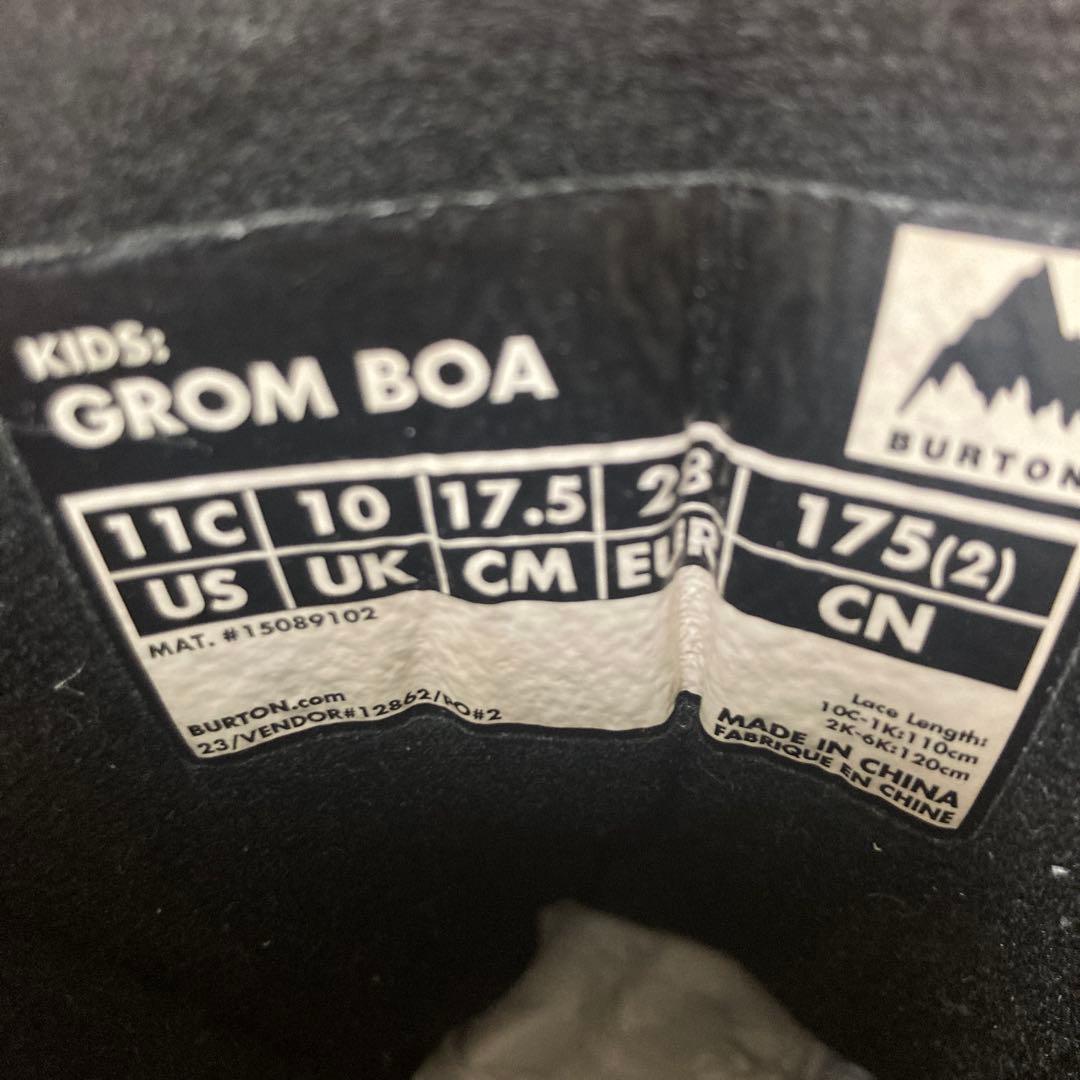 KIDS:
GROM BOA
BURTON
11C 10 17.5 28 175(2)
US UK CM EUR CN
MAT. #15089102
BURTON.com
23/VENDOR#12862/PO#2
Lace Length:
10C-1K:110cm
2K-6K:120cm
MADE IN CHINA
FABRIQUE EN CHINE